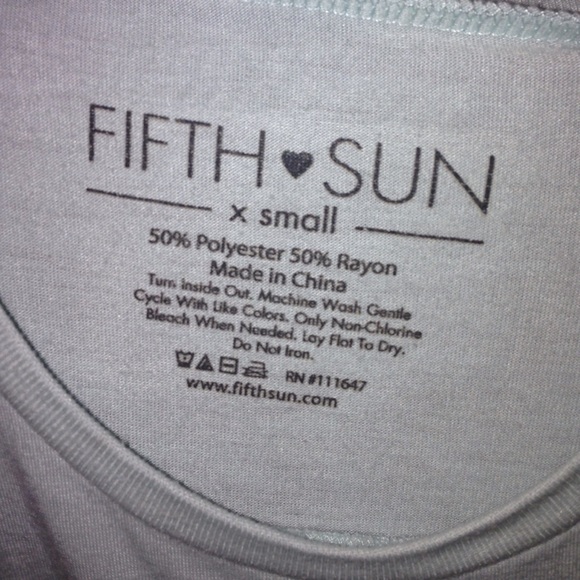 FIFTH ♥ SUN
x small
50% Polyester 50% Rayon
Made in China
Turn Inside Out. Machine Wash Gentle
Cycle With Like Colors. Only Non-Chlorine
Bleach When Needed. Lay Flat To Dry.
Do Not Iron.
RN #111647
www.fifthsun.com